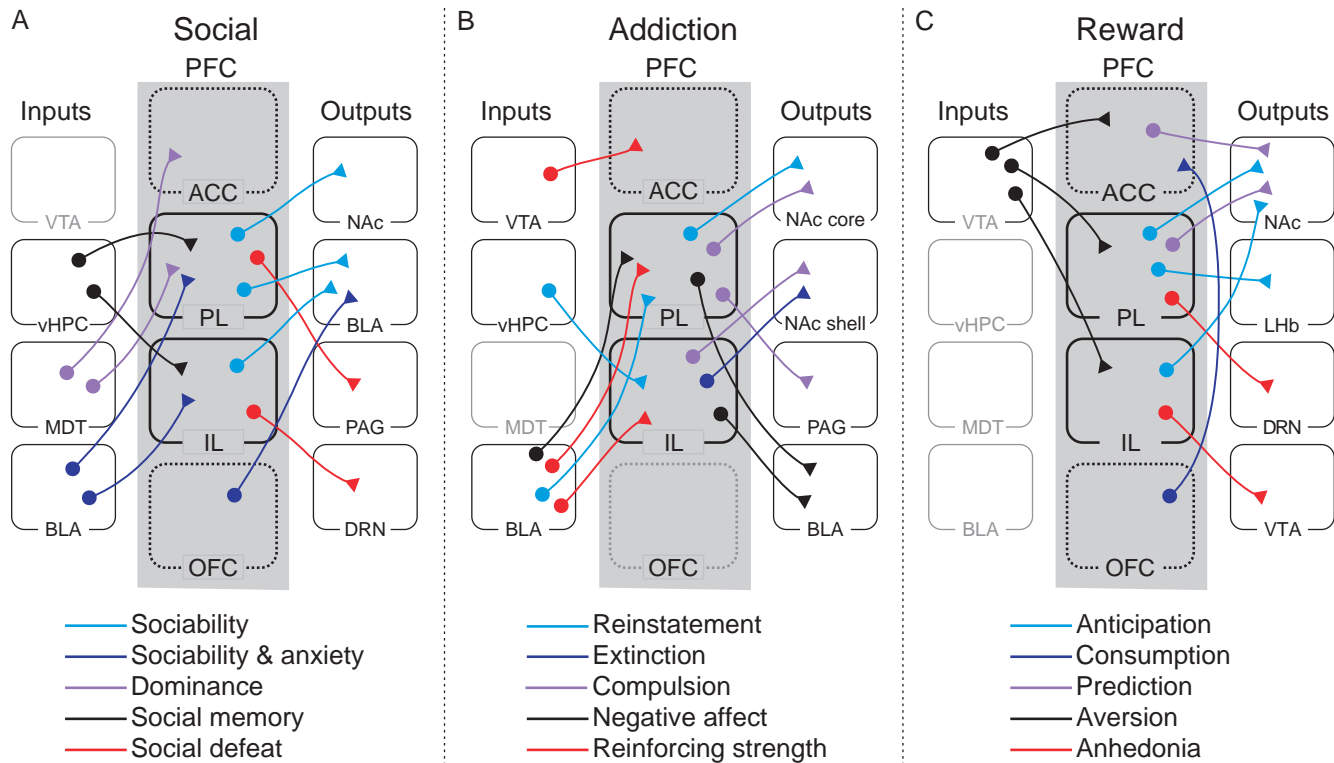 A
Social
PFC
Inputs
Outputs
VTA
vHPC
MDT
BLA
ACC
PL
IL
OFC
NAc
BLA
PAG
DRN
Sociability
Sociability & anxiety
Dominance
Social memory
Social defeat
B
Addiction
PFC
Inputs
Outputs
VTA
vHPC
MDT
BLA
ACC
PL
IL
OFC
NAc core
NAc shell
PAG
BLA
Reinstatement
Extinction
Compulsion
Negative affect
Reinforcing strength
C
Reward
PFC
Inputs
Outputs
VTA
vHPC
MDT
BLA
ACC
PL
IL
OFC
NAc
LHb
DRN
VTA
Anticipation
Consumption
Prediction
Aversion
Anhedonia